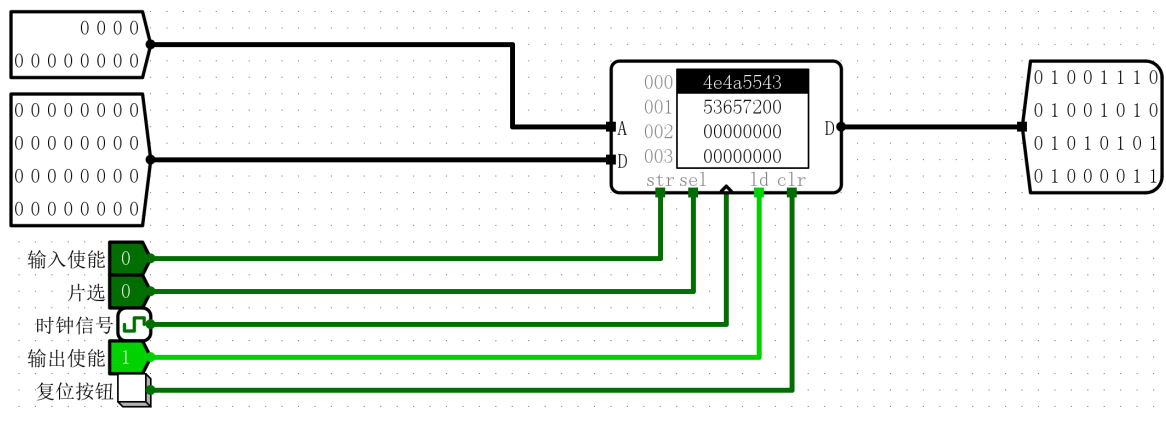 0 0 0 0
0 0 0 0 0 0 0 0
0 0 0 0 0 0 0 0
0 0 0 0 0 0 0 0
0 0 0 0 0 0 0 0
0 0 0 0 0 0 0 0
输入使能 0
片选 0
时钟信号
输出使能 1
复位按钮
000 4e4a5543
001 53657200
002 00000000
003 00000000
A
D
D
str sel ld clr
0 1 0 0 1 1 1 0
0 1 0 0 1 0 1 0
0 1 0 1 0 1 0 1
0 1 0 0 0 0 1 1